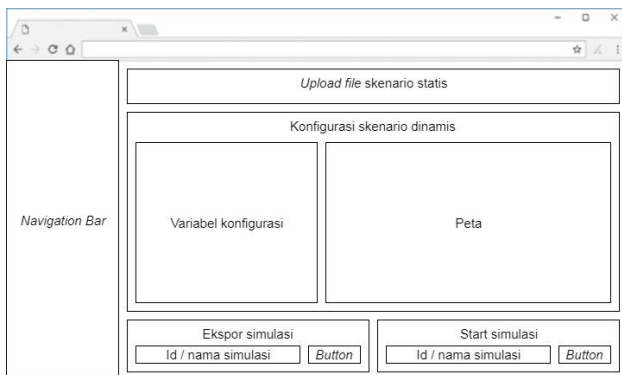 Upload file skenario statis
Konfigurasi skenario dinamis
Navigation Bar
Variabel konfigurasi
Peta
Ekspor simulasi
Id / nama simulasi
Button
Start simulasi
Id / nama simulasi
Button